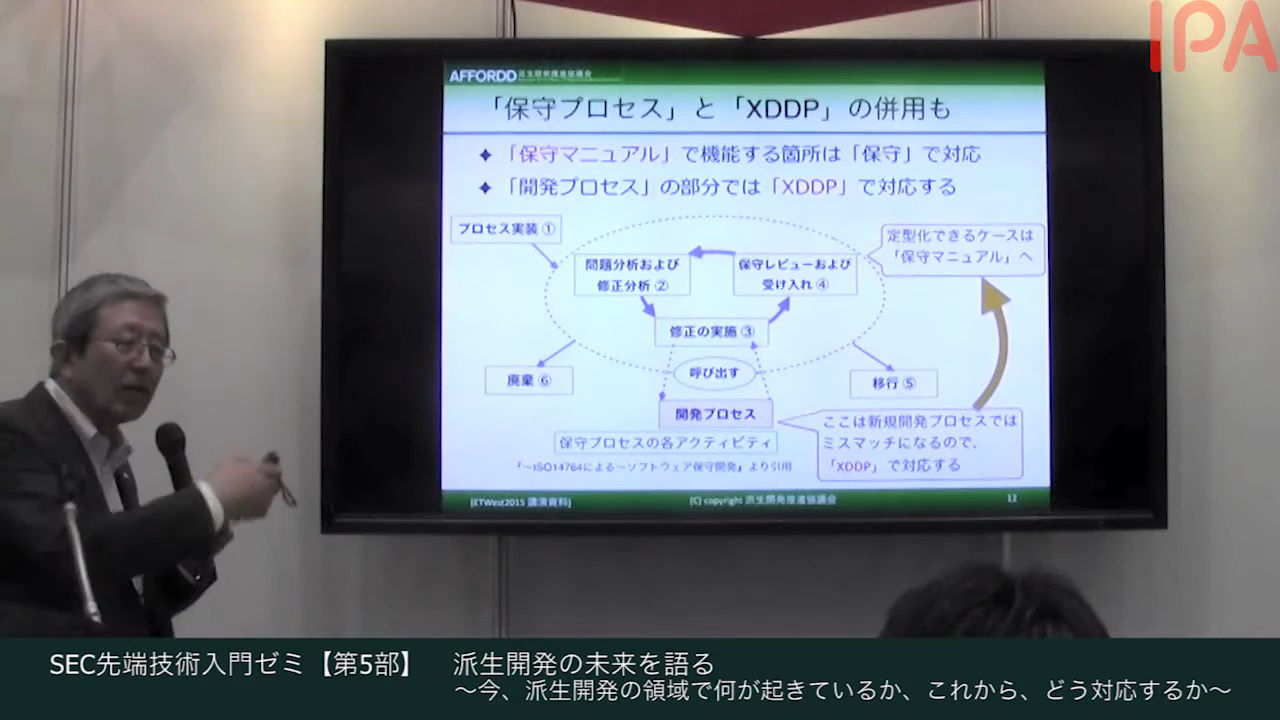 IPA
AFFORDD 派生開発推進協議会
「保守プロセス」と「XDDP」の併用も
✦ 「保守マニュアル」で機能する箇所は「保守」で対応
✦ 「開発プロセス」の部分では「XDDP」で対応する
プロセス実装 ①
定型化できるケースは
「保守マニュアル」へ
問題分析および
修正分析 ②
保守レビューおよび
受け入れ ④
修正の実施 ③
呼び出す
廃棄 ⑥
移行 ⑤
開発プロセス
ここは新規開発プロセスでは
ミスマッチになるので、
「XDDP」で対応する
保守プロセスの各アクティビティ
「～ISO14764による～ソフトウェア保守開発」より引用
[ETWest2015 講演資料]
(C) copyright 派生開発推進協議会
12
SEC先端技術入門ゼミ【第5部】 派生開発の未来を語る
～今、派生開発の領域で何が起きているか、これから、どう対応するか～